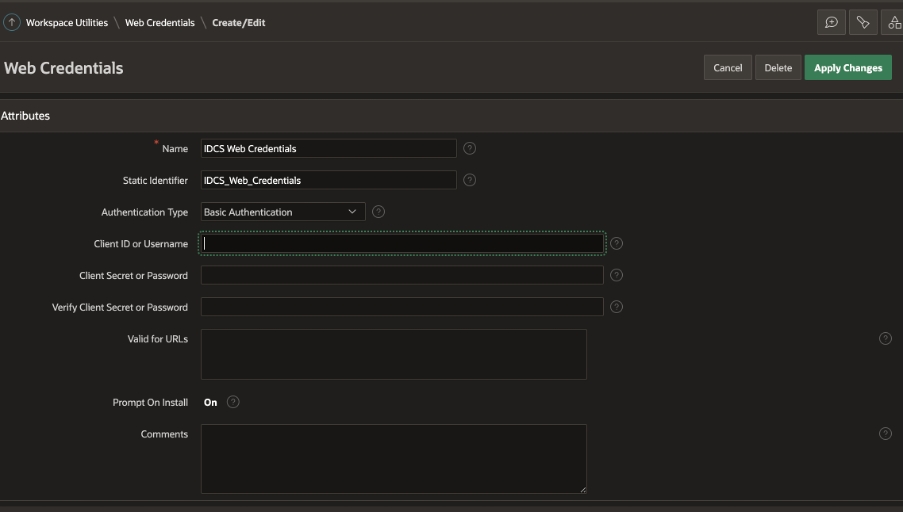 Workspace Utilities \ Web Credentials \ Create/Edit
Web Credentials
Cancel Delete Apply Changes
Attributes
* Name IDCS Web Credentials ?
Static Identifier IDCS_Web_Credentials ?
Authentication Type Basic Authentication ?
Client ID or Username ?
Client Secret or Password ?
Verify Client Secret or Password ?
Valid for URLs ?
Prompt On Install On ?
Comments ?